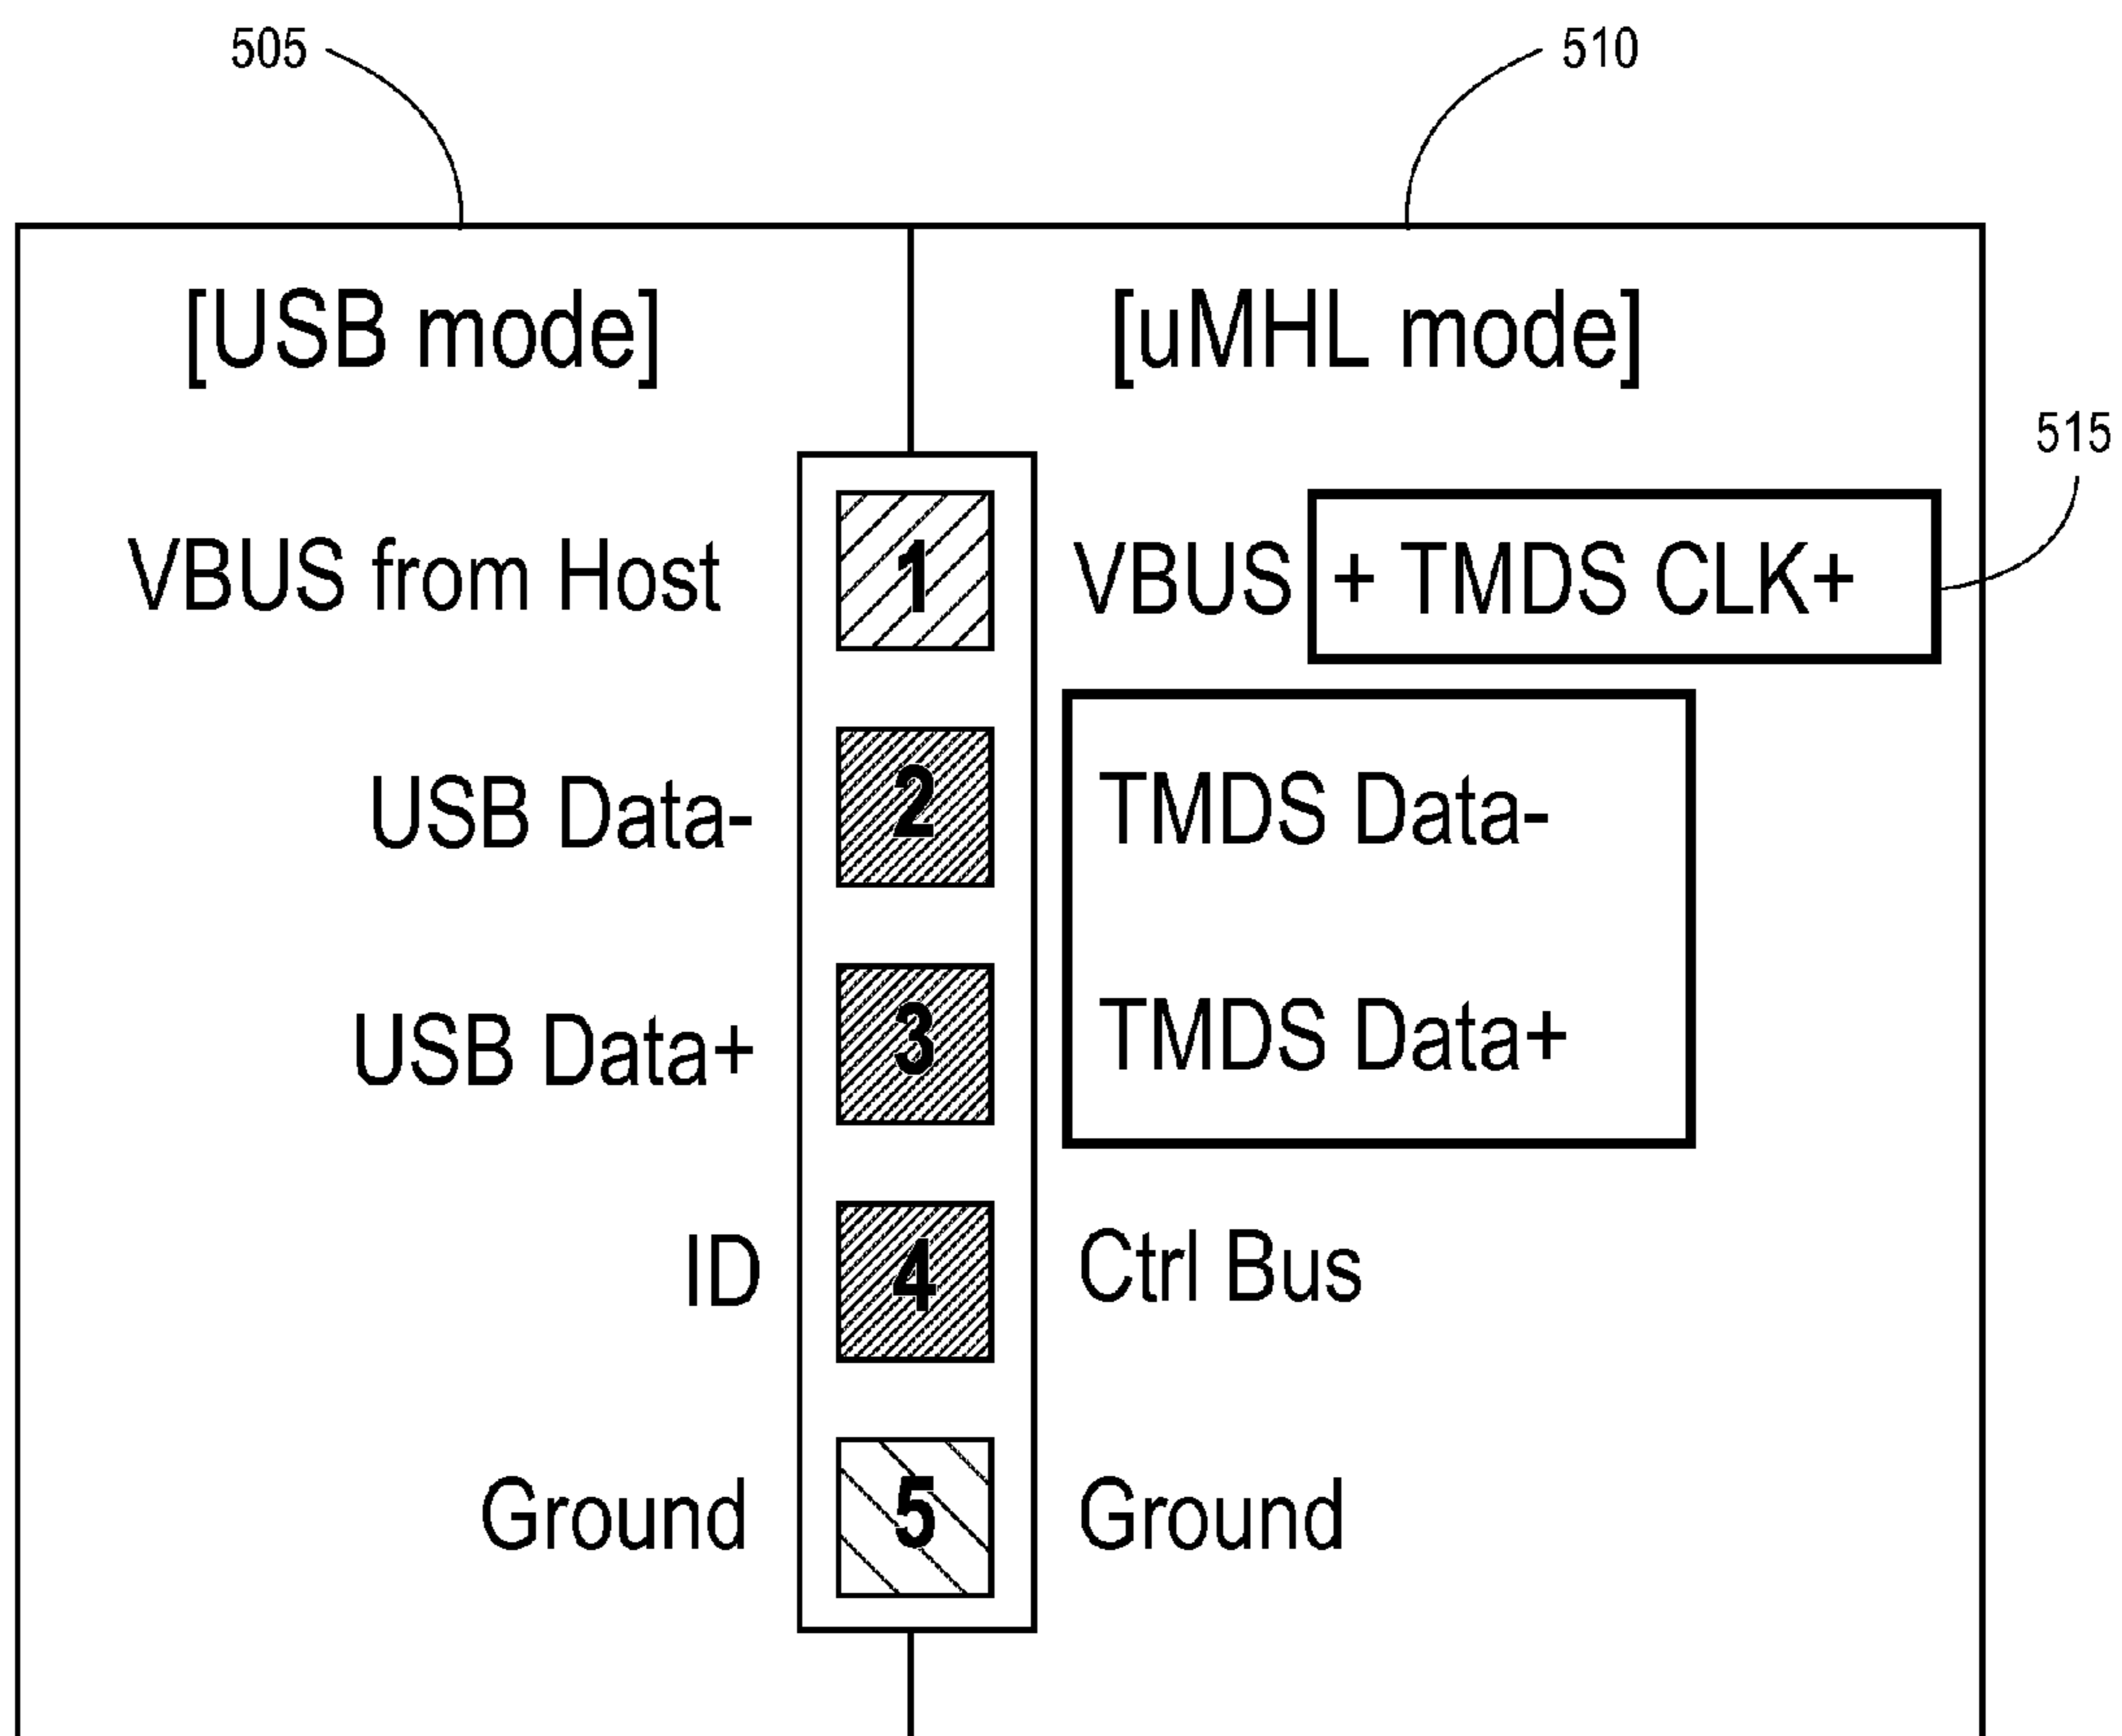 505
510
[USB mode]
[uMHL mode]
515
VBUS from Host
1
VBUS + TMDS CLK+
USB Data-
2
TMDS Data-
USB Data+
3
TMDS Data+
ID
4
Ctrl Bus
Ground
5
Ground